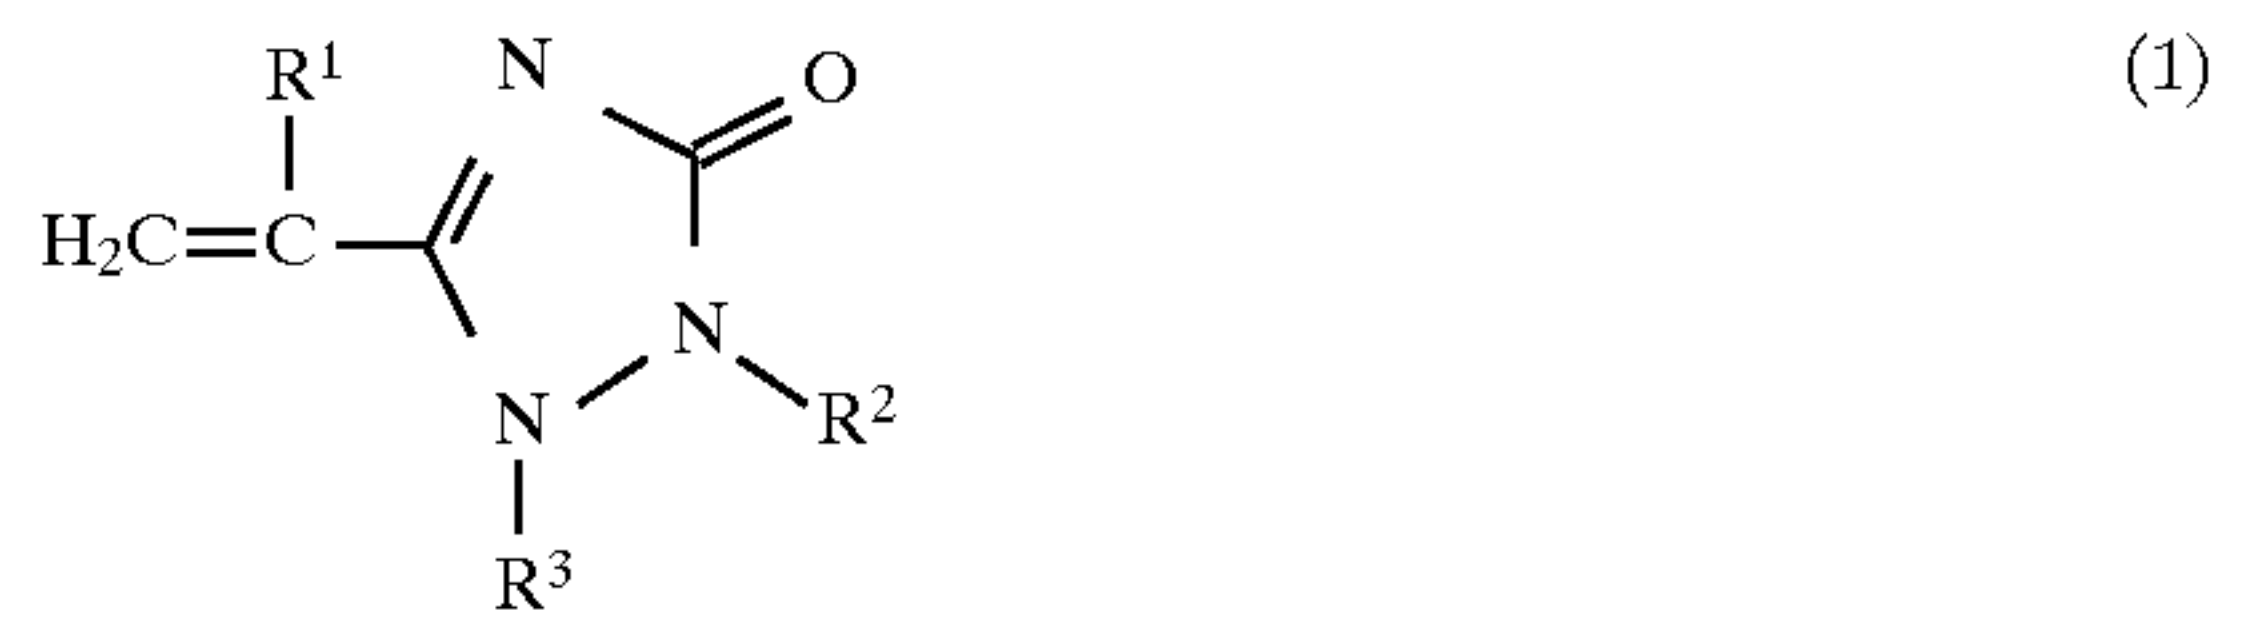 R¹ N O (1)
H₂C=C
N
N R²
R³